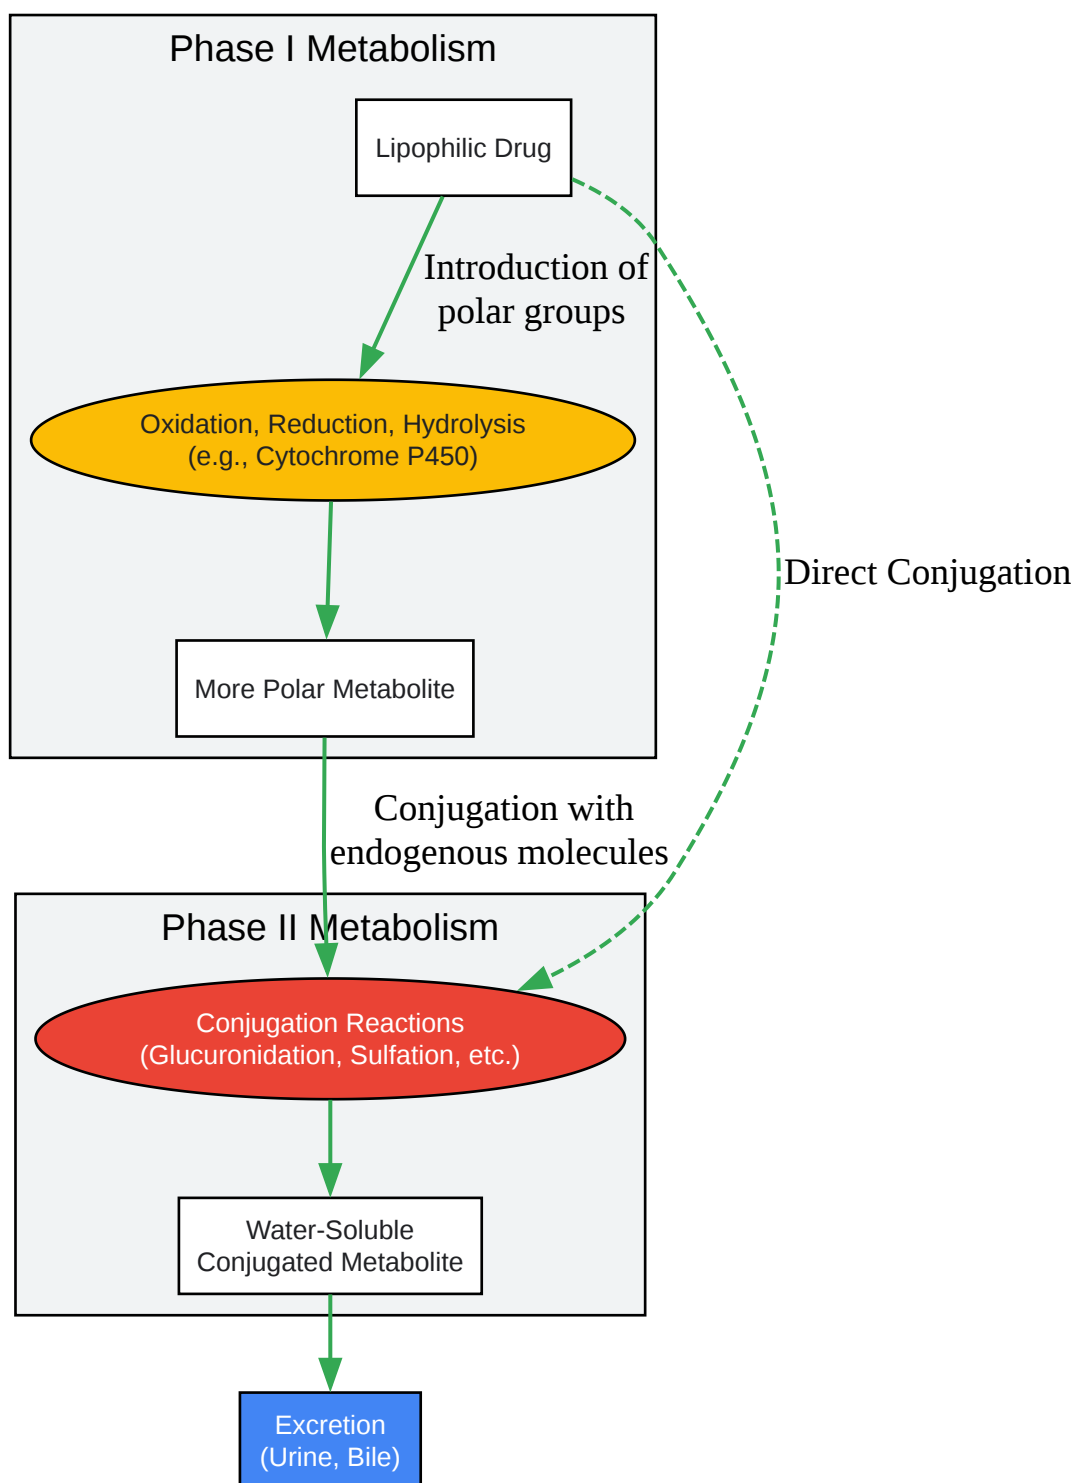 Phase I Metabolism
Lipophilic Drug
Introduction of
polar groups
Oxidation, Reduction, Hydrolysis
(e.g., Cytochrome P450)
Direct Conjugation
More Polar Metabolite
Conjugation with
endogenous molecules
Phase II Metabolism
Conjugation Reactions
(Glucuronidation, Sulfation, etc.)
Water-Soluble
Conjugated Metabolite
Excretion
(Urine, Bile)